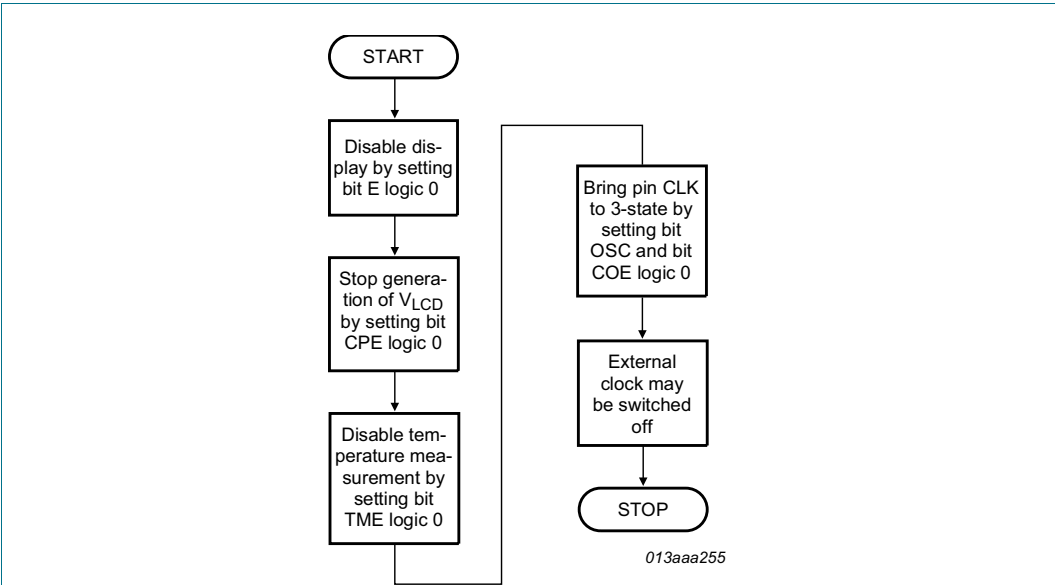 START
Disable dis-
play by setting
bit E logic 0
Stop genera-
tion of VLCD
by setting bit
CPE logic 0
Disable tem-
perature mea-
surement by
setting bit
TME logic 0
Bring pin CLK
to 3-state by
setting bit
OSC and bit
COE logic 0
External
clock may
be switched
off
STOP
013aaa255